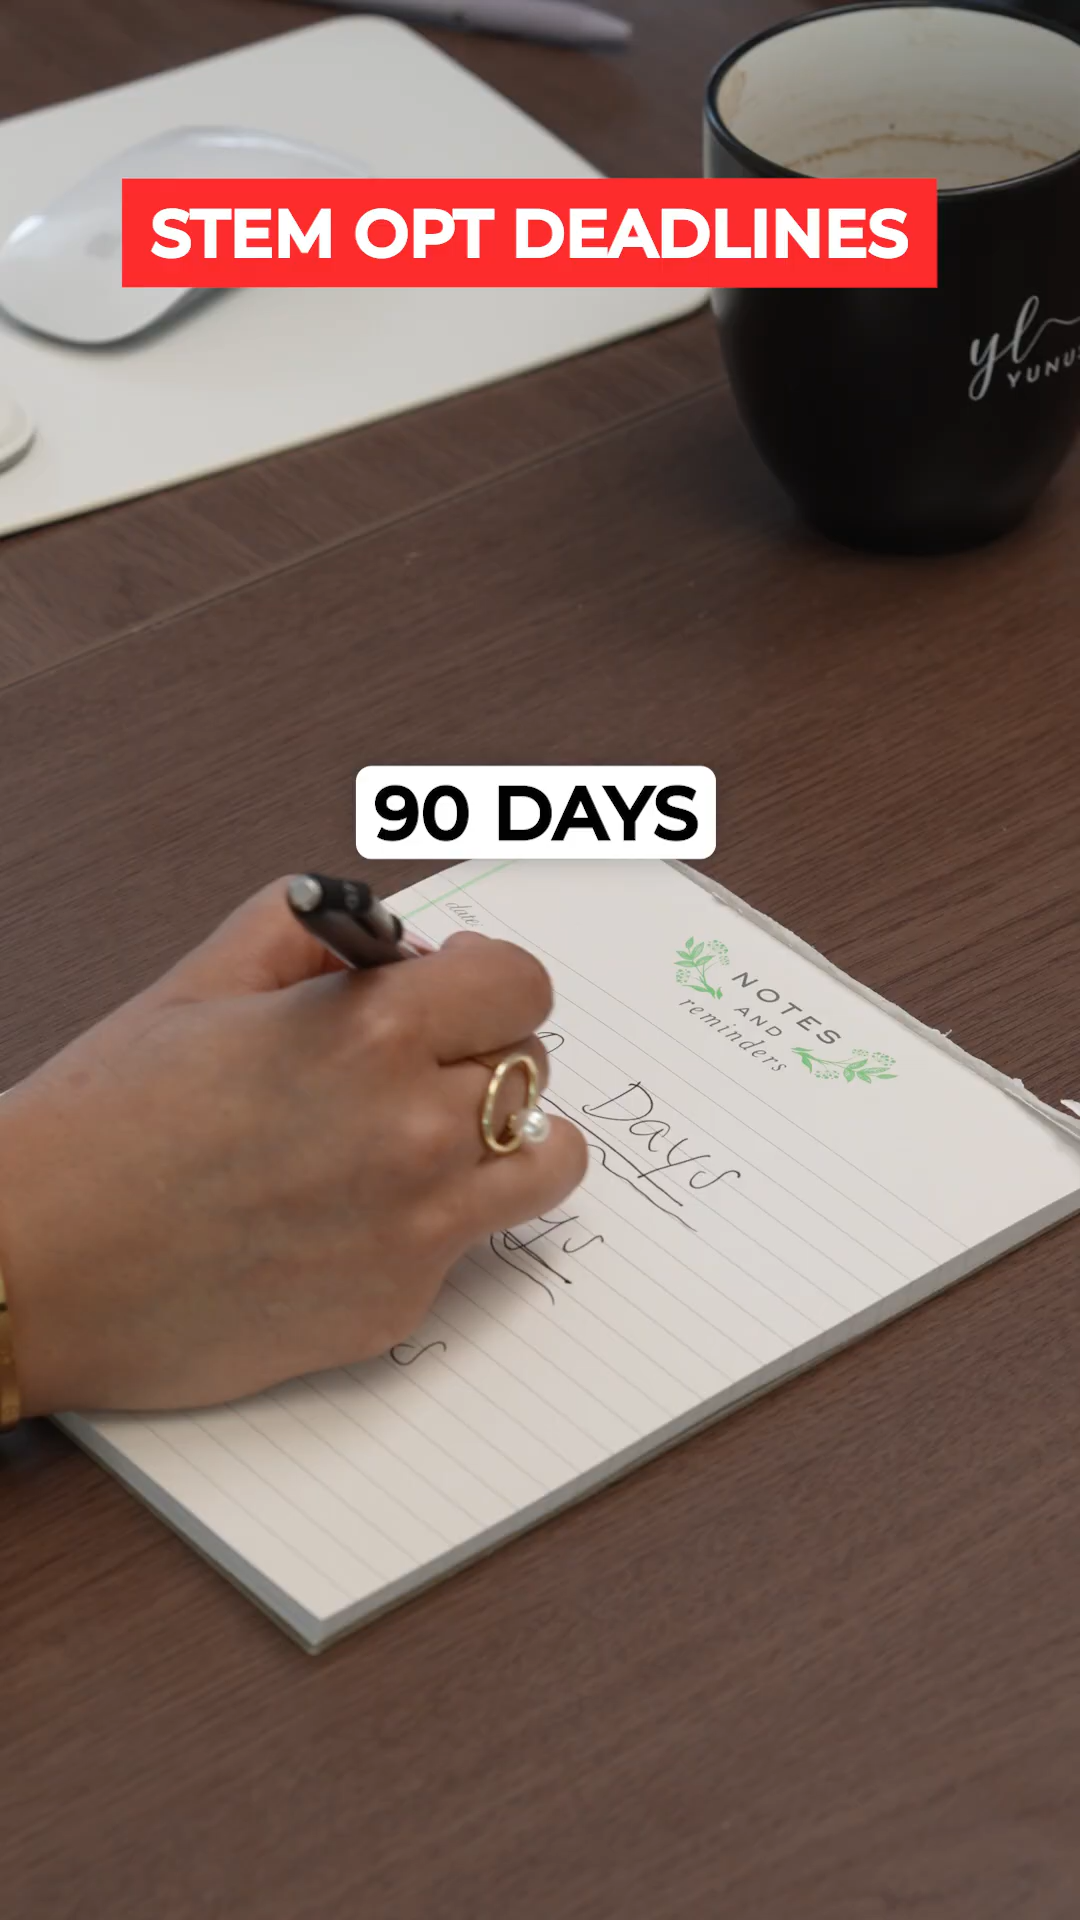 STEM OPT DEADLINES
yl
90 DAYS
date:
NOTES
AND
reminders
Days